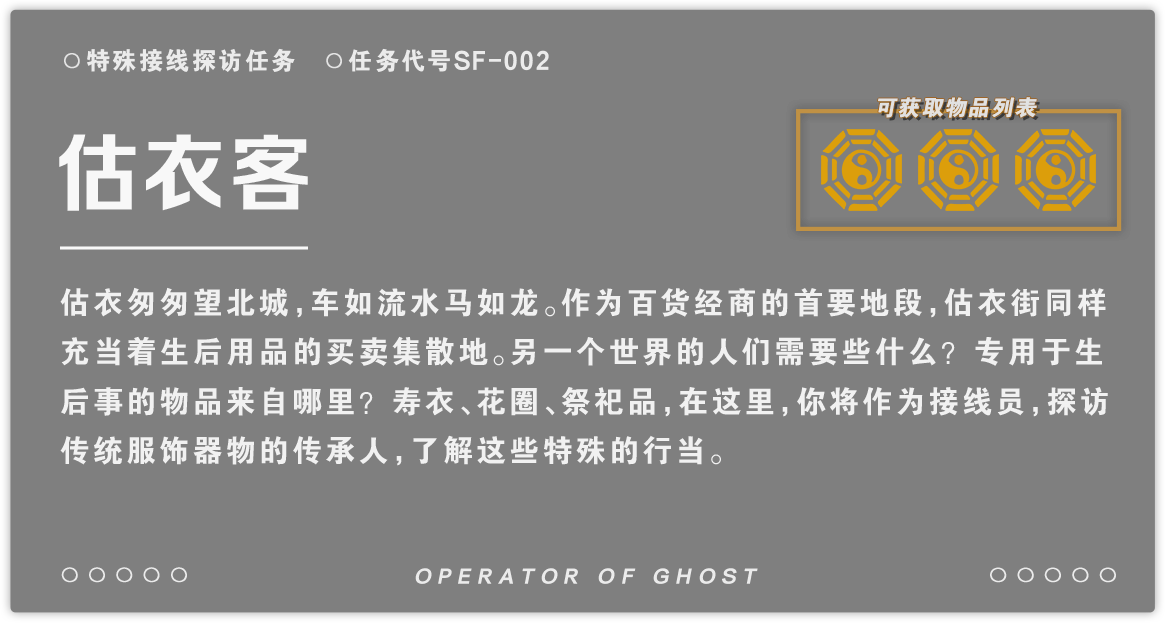 特殊接线探访任务 任务代号SF-002
可获取物品列表
估衣客
估衣匆匆望北城,车如流水马如龙。作为百货经商的首要地段,估衣街同样
充当着生后用品的买卖集散地。另一个世界的人们需要些什么? 专用于生
后事的物品来自哪里? 寿衣、花圈、祭祀品,在这里,你将作为接线员,探访
传统服饰器物的传承人,了解这些特殊的行当。
OPERATOR OF GHOST